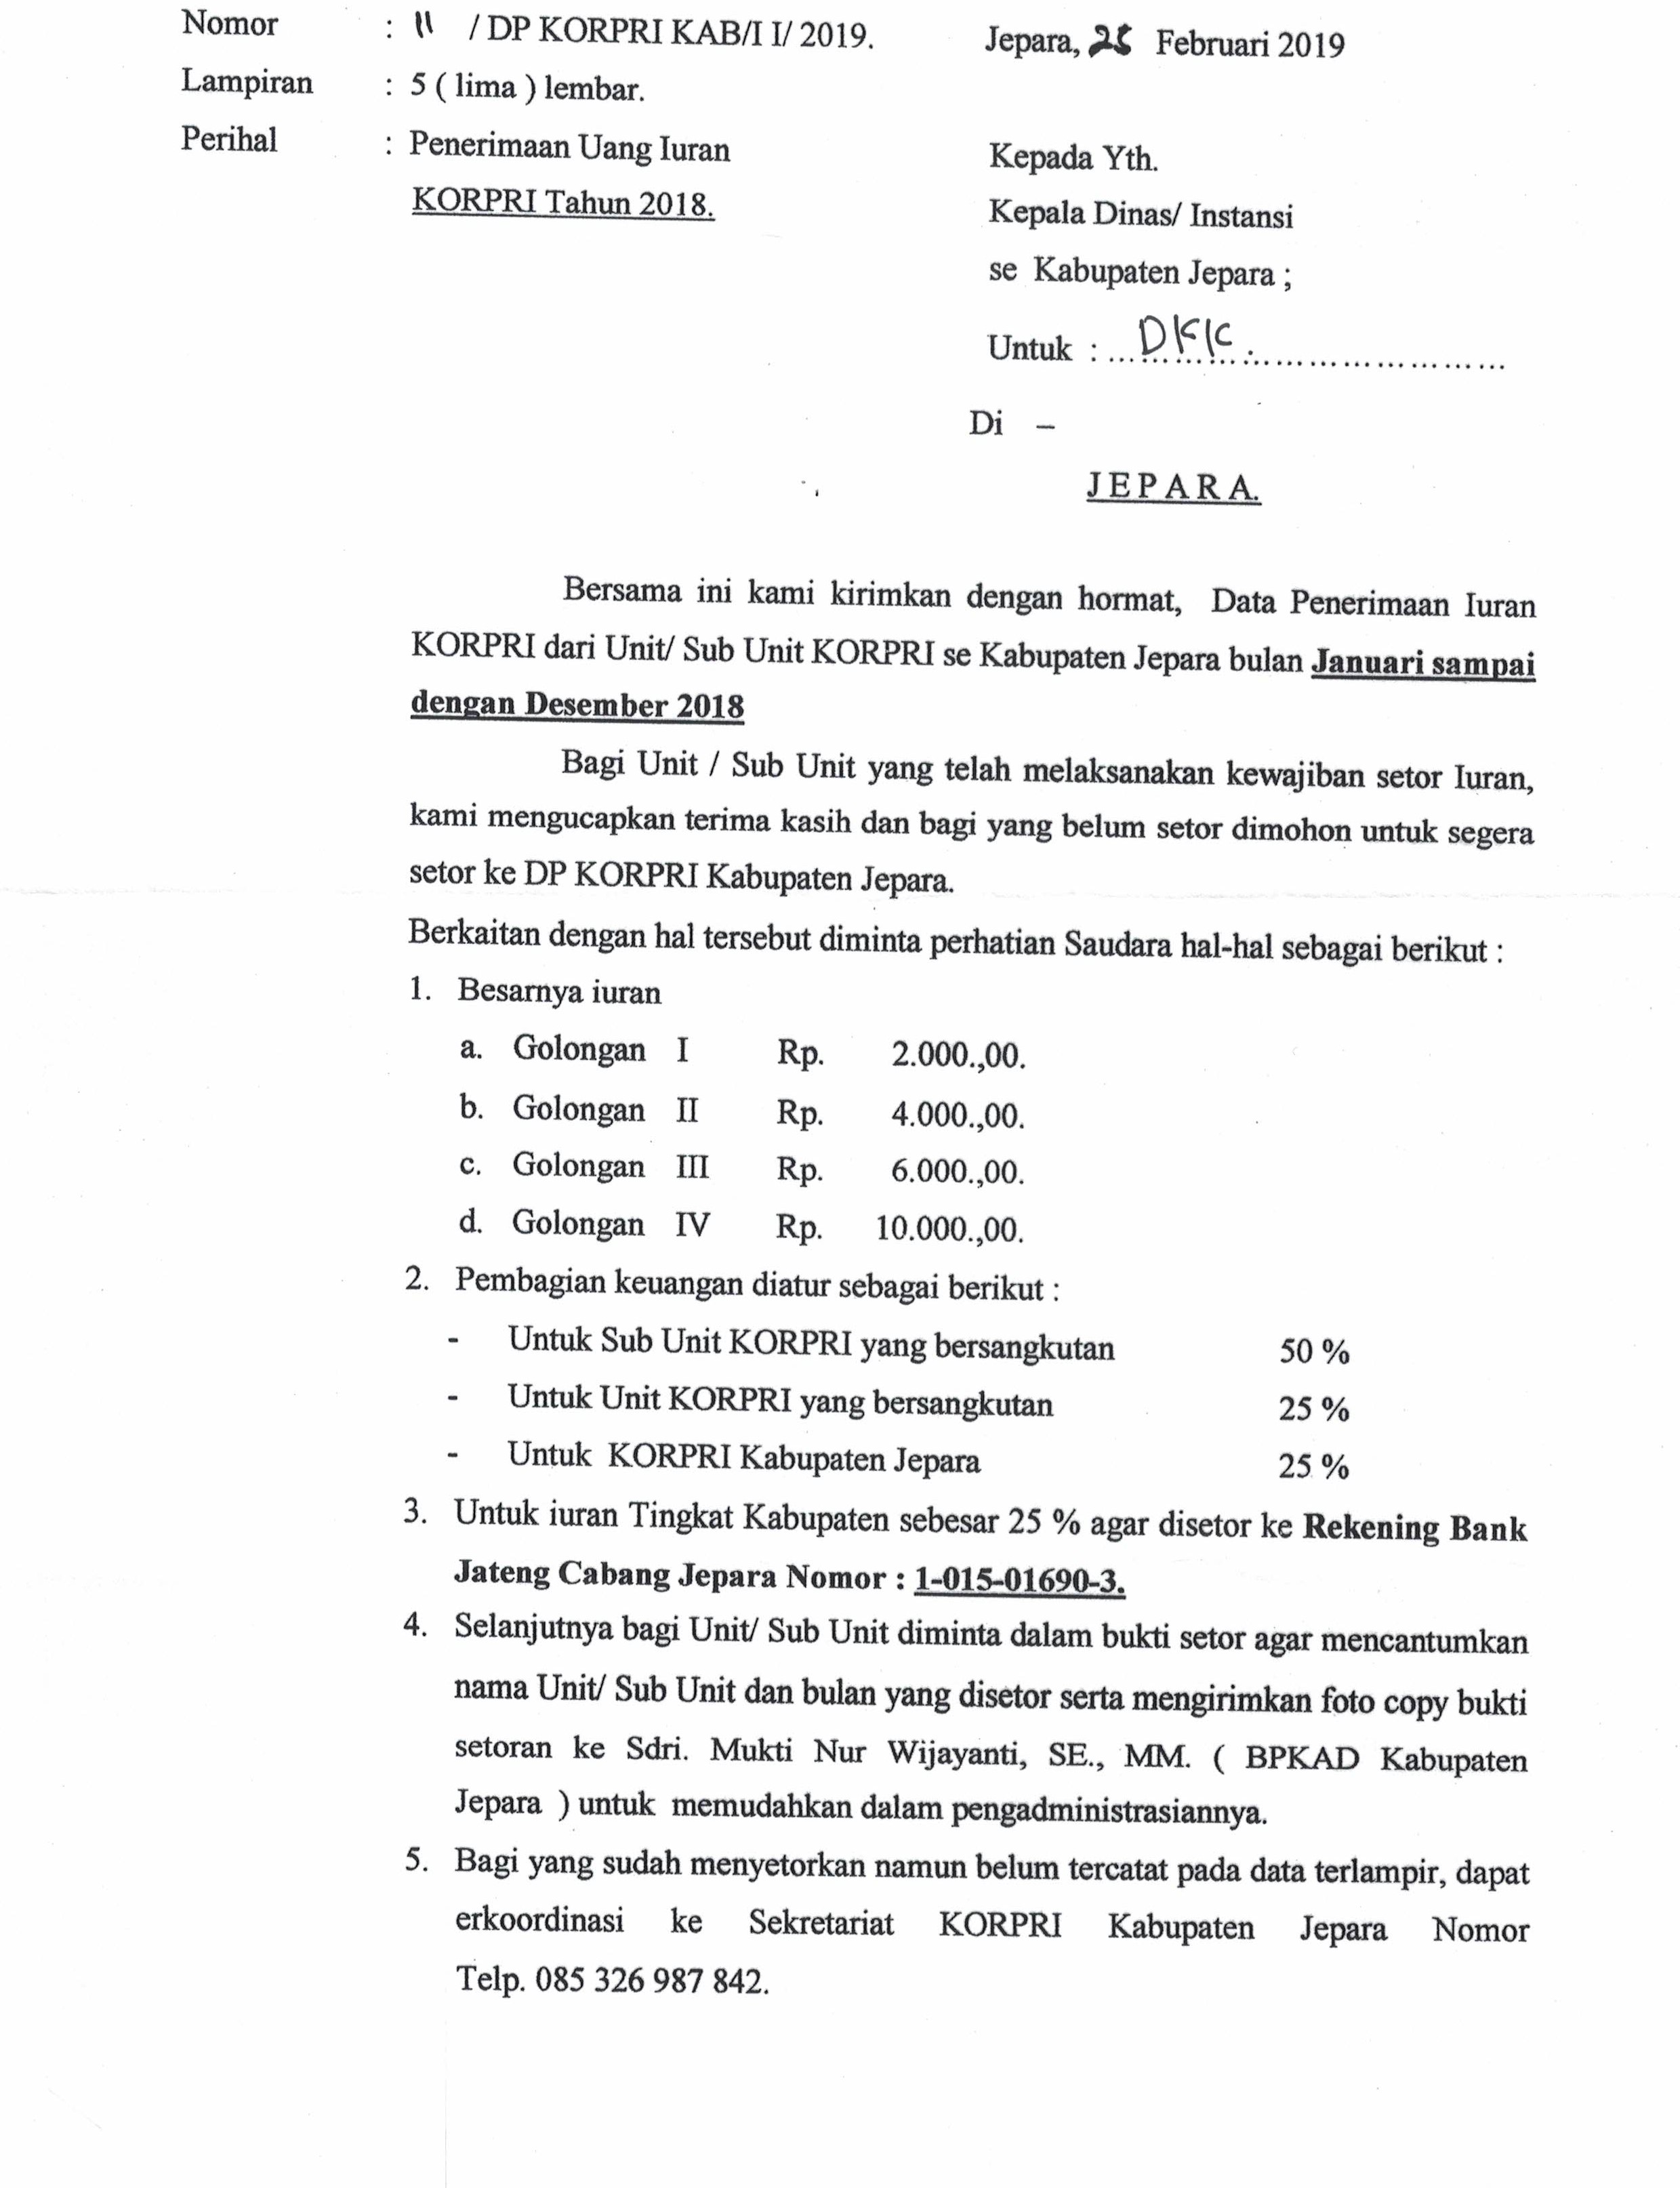 Nomor : 11 / DP KORPRI KAB/I I/ 2019. Jepara, 25 Februari 2019
Lampiran : 5 ( lima ) lembar.
Perihal : Penerimaan Uang Iuran
KORPRI Tahun 2018.
Kepada Yth.
Kepala Dinas/ Instansi
se Kabupaten Jepara ;
Untuk : ... DKK ...
Di –
J E P A R A.
Bersama ini kami kirimkan dengan hormat, Data Penerimaan Iuran
KORPRI dari Unit/ Sub Unit KORPRI se Kabupaten Jepara bulan Januari sampai
dengan Desember 2018
Bagi Unit / Sub Unit yang telah melaksanakan kewajiban setor Iuran,
kami mengucapkan terima kasih dan bagi yang belum setor dimohon untuk segera
setor ke DP KORPRI Kabupaten Jepara.
Berkaitan dengan hal tersebut diminta perhatian Saudara hal-hal sebagai berikut :
1. Besarnya iuran
a. Golongan I Rp. 2.000.,00.
b. Golongan II Rp. 4.000.,00.
c. Golongan III Rp. 6.000.,00.
d. Golongan IV Rp. 10.000.,00.
2. Pembagian keuangan diatur sebagai berikut :
- Untuk Sub Unit KORPRI yang bersangkutan 50 %
- Untuk Unit KORPRI yang bersangkutan 25 %
- Untuk KORPRI Kabupaten Jepara 25 %
3. Untuk iuran Tingkat Kabupaten sebesar 25 % agar disetor ke Rekening Bank
Jateng Cabang Jepara Nomor : 1-015-01690-3.
4. Selanjutnya bagi Unit/ Sub Unit diminta dalam bukti setor agar mencantumkan
nama Unit/ Sub Unit dan bulan yang disetor serta mengirimkan foto copy bukti
setoran ke Sdri. Mukti Nur Wijayanti, SE., MM. ( BPKAD Kabupaten
Jepara ) untuk memudahkan dalam pengadministrasiannya.
5. Bagi yang sudah menyetorkan namun belum tercatat pada data terlampir, dapat
erkoordinasi ke Sekretariat KORPRI Kabupaten Jepara Nomor
Telp. 085 326 987 842.